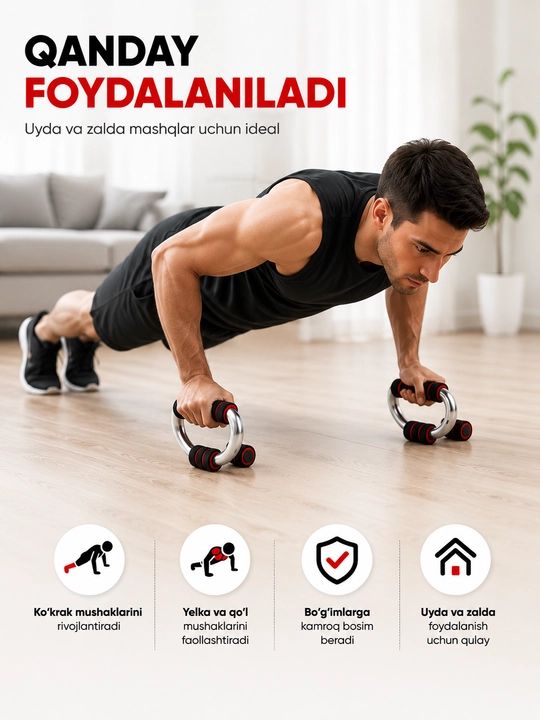 QANDAY
FOYDALANILADI
Uyda va zalda mashqlar uchun ideal
Ko‘krak mushaklarini
rivojlantiradi
Yelka va qo‘l
mushaklarini
faollashtiradi
Bo‘g‘imlarga
kamroq bosim
beradi
Uyda va zalda
foydalanish
uchun qulay